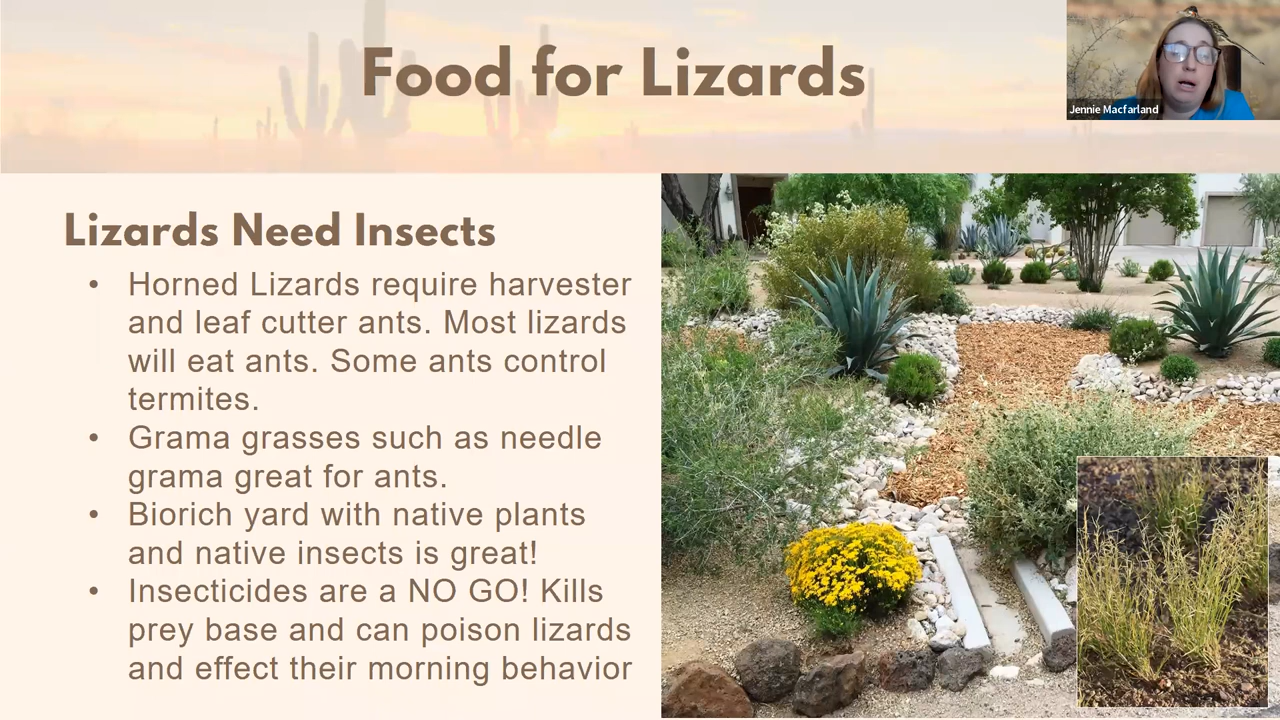 Food for Lizards
Jennie Macfarland
Lizards Need Insects
• Horned Lizards require harvester
and leaf cutter ants. Most lizards
will eat ants. Some ants control
termites.
• Grama grasses such as needle
grama great for ants.
• Biorich yard with native plants
and native insects is great!
• Insecticides are a NO GO! Kills
prey base and can poison lizards
and effect their morning behavior